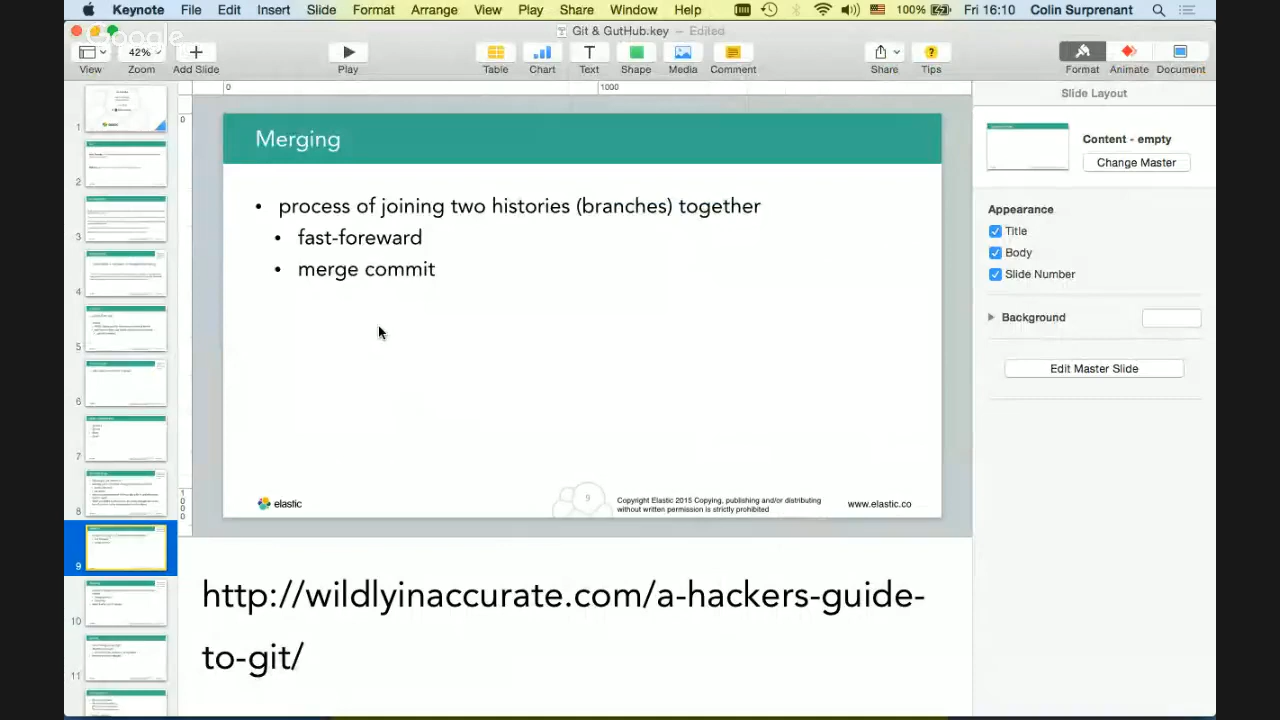 Keynote File Edit Insert Slide Format Arrange View Play Share Window Help 100% Fri 16:10 Colin Surprenant
Google
Git & GutHub.key — Edited
42%
View Zoom Add Slide Play Table Chart Text Shape Media Comment Share Tips Format Animate Document
0 1000
Slide Layout
Content - empty
Change Master
Appearance
Title
Body
Slide Number
Background
Edit Master Slide
1
2
3
4
5
6
7
8
9
10
11
0
1000
Merging
• process of joining two histories (branches) together
• fast-foreward
• merge commit
elastic
Copyright Elastic 2015 Copying, publishing and/or distributing
without written permission is strictly prohibited
www.elastic.co
http://wildlyinaccurate.com/a-hackers-guide-
to-git/